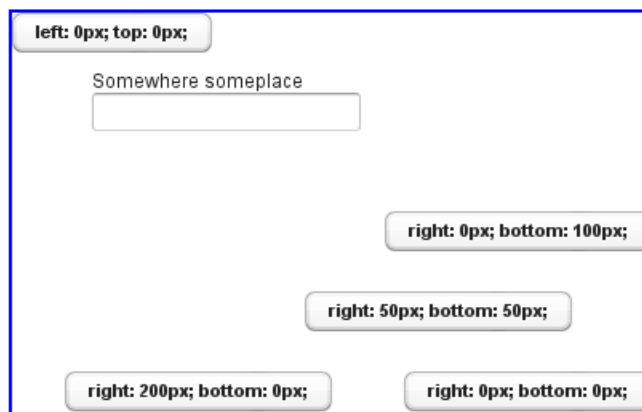 left: 0px; top: 0px;
Somewhere someplace
right: 0px; bottom: 100px;
right: 50px; bottom: 50px;
right: 200px; bottom: 0px;
right: 0px; bottom: 0px;